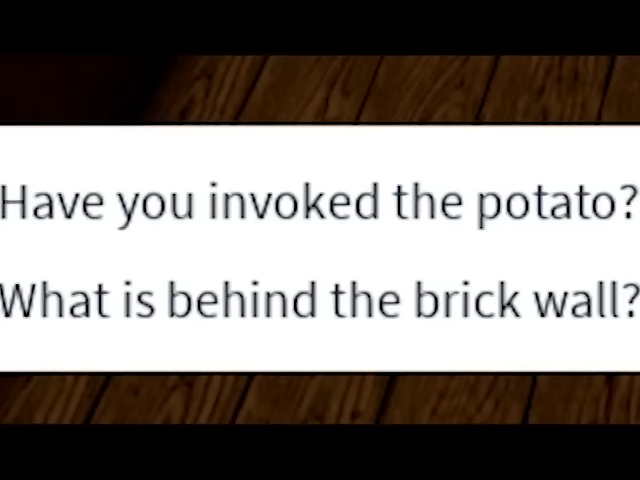 Have you invoked the potato?
What is behind the brick wall?